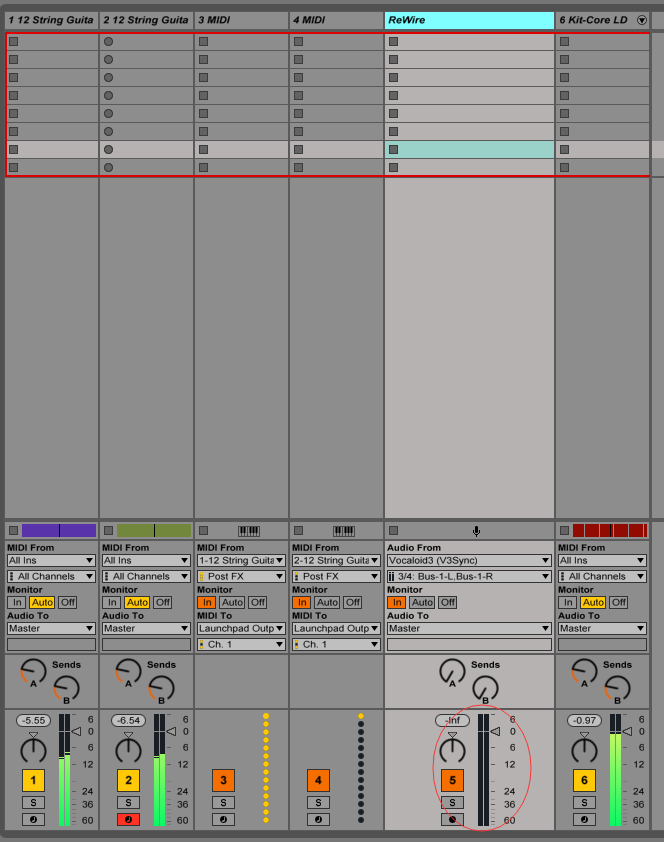 1 12 String Guita 2 12 String Guita 3 MIDI 4 MIDI ReWire 6 Kit-Core LD
MIDI From MIDI From Audio From MIDI From
All Ins All Ins 1-12 String Guita 2-12 String Guita Vocaloid3 (V3Sync) All Ins
All Channels All Channels Post FX Post FX 3/4: Bus-1-L,Bus-1-R All Channels
Monitor Monitor Monitor Monitor Monitor Monitor
In Auto Off In Auto Off In Auto Off In Auto Off In Auto Off In Auto Off
Audio To Audio To MIDI To MIDI To Audio To Audio To
Master Master Launchpad Outp Launchpad Outp Master Master
Ch. 1 Ch. 1
Sends Sends Sends Sends
A A A A
B B B B
-5.55 6 -6.54 6 -Inf 6 -0.97 6
0 0 0 0
6 6 6 6
12 12 12 12
1 2 3 4 5 6
24 24 24 24
S 36 S 36 S S S 36 S 36
60 60 60 60